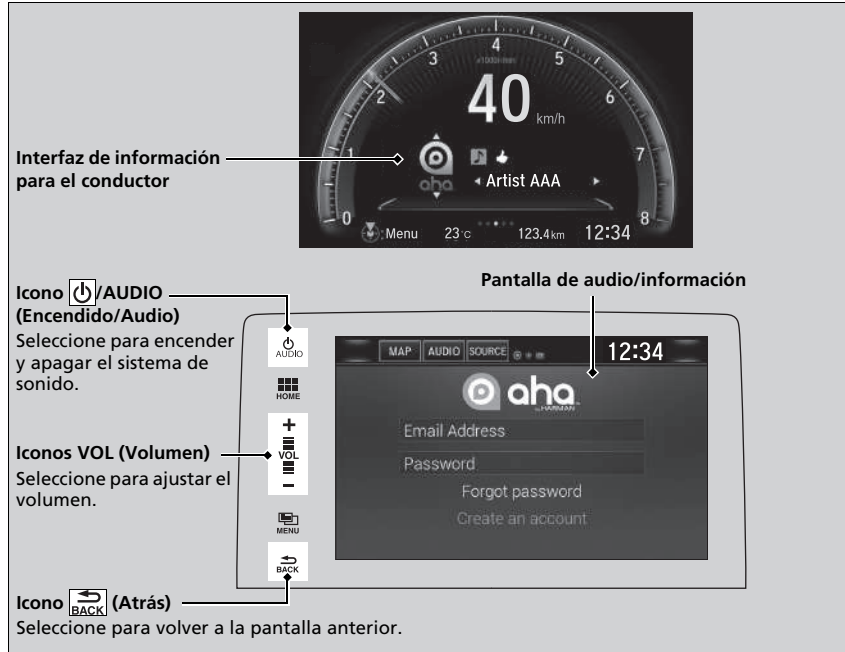 4
3
5
x1000r/min
2
40
6
km/h
Interfaz de información
para el conductor
1
7
aha
Artist AAA
0
8
:Menu
23°C
123.4km
12:34
Pantalla de audio/información
Icono /AUDIO
(Encendido/Audio)
Seleccione para encender
y apagar el sistema de
sonido.
AUDIO
MAP
AUDIO
SOURCE
12:34
HOME
aha
by HARMAN
+
VOL
−
Email Address
Password
Forgot password
Create an account
Iconos VOL (Volumen)
Seleccione para ajustar el
volumen.
MENU
BACK
Icono BACK (Atrás)
Seleccione para volver a la pantalla anterior.